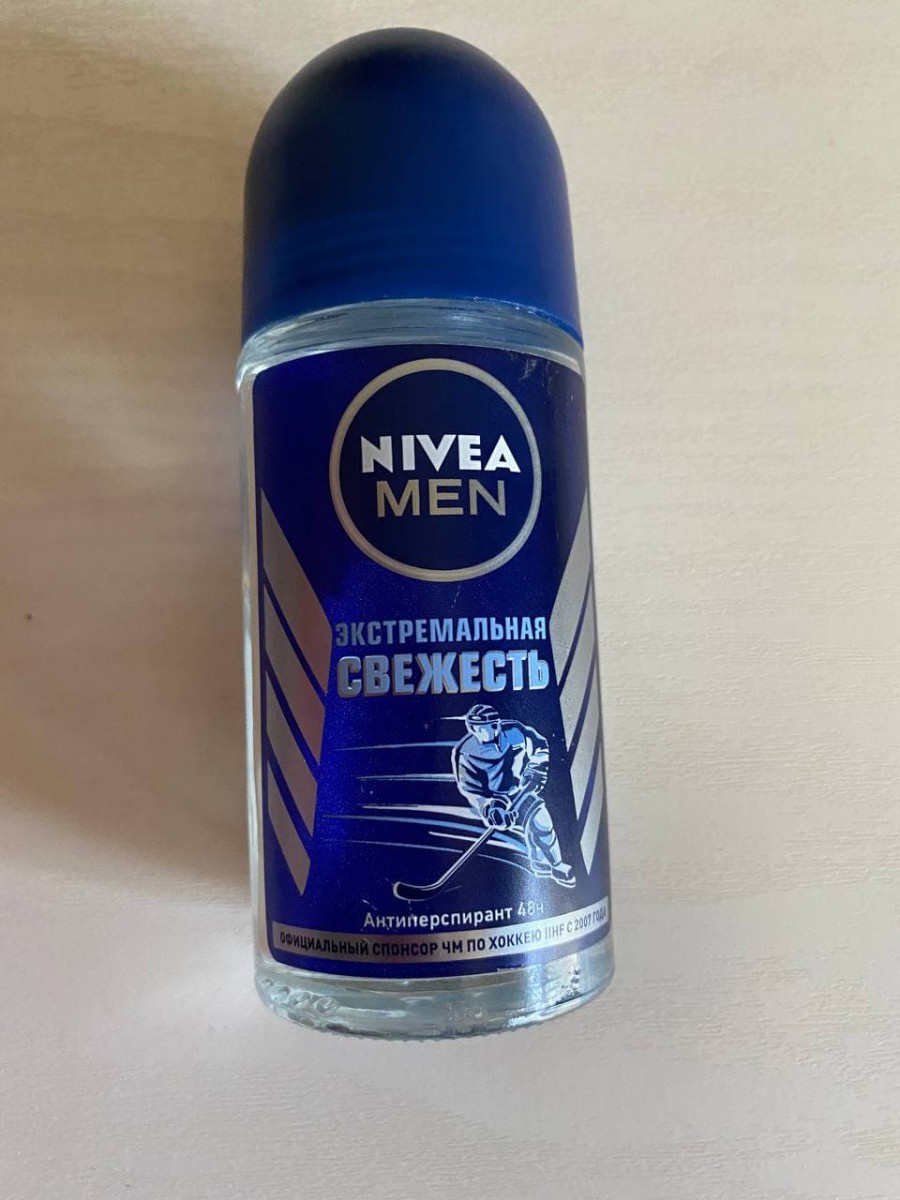 NIVEA
MEN
ЭКСТРЕМАЛЬНАЯ
СВЕЖЕСТЬ
Антиперспирант 48ч
ОФИЦИАЛЬНЫЙ СПОНСОР ЧМ ПО ХОККЕЮ IIHF С 2007 ГОДА